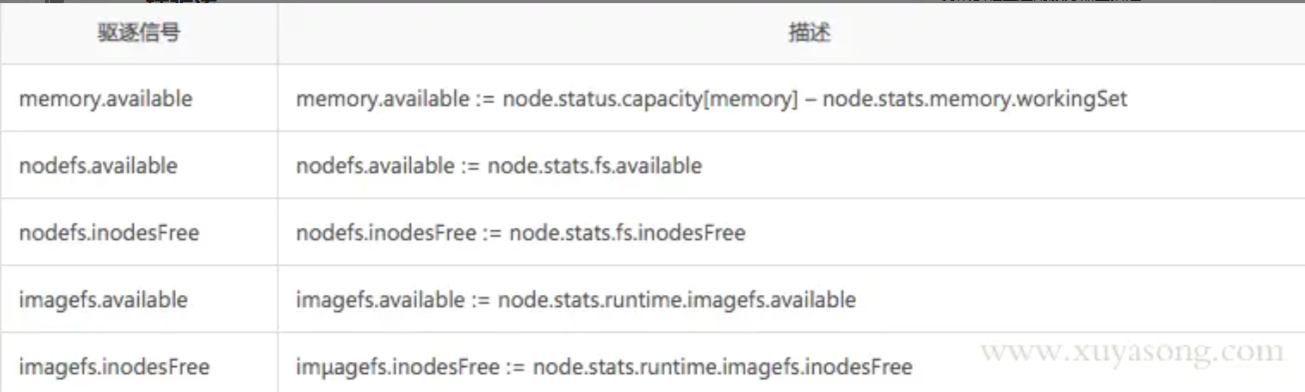 驱逐信号 描述
memory.available memory.available := node.status.capacity[memory] – node.stats.memory.workingSet
nodefs.available nodefs.available := node.stats.fs.available
nodefs.inodesFree nodefs.inodesFree := node.stats.fs.inodesFree
imagefs.available imagefs.available := node.stats.runtime.imagefs.available
imagefs.inodesFree imμagefs.inodesFree := node.stats.runtime.imagefs.inodesFree
www.xuyasong.com